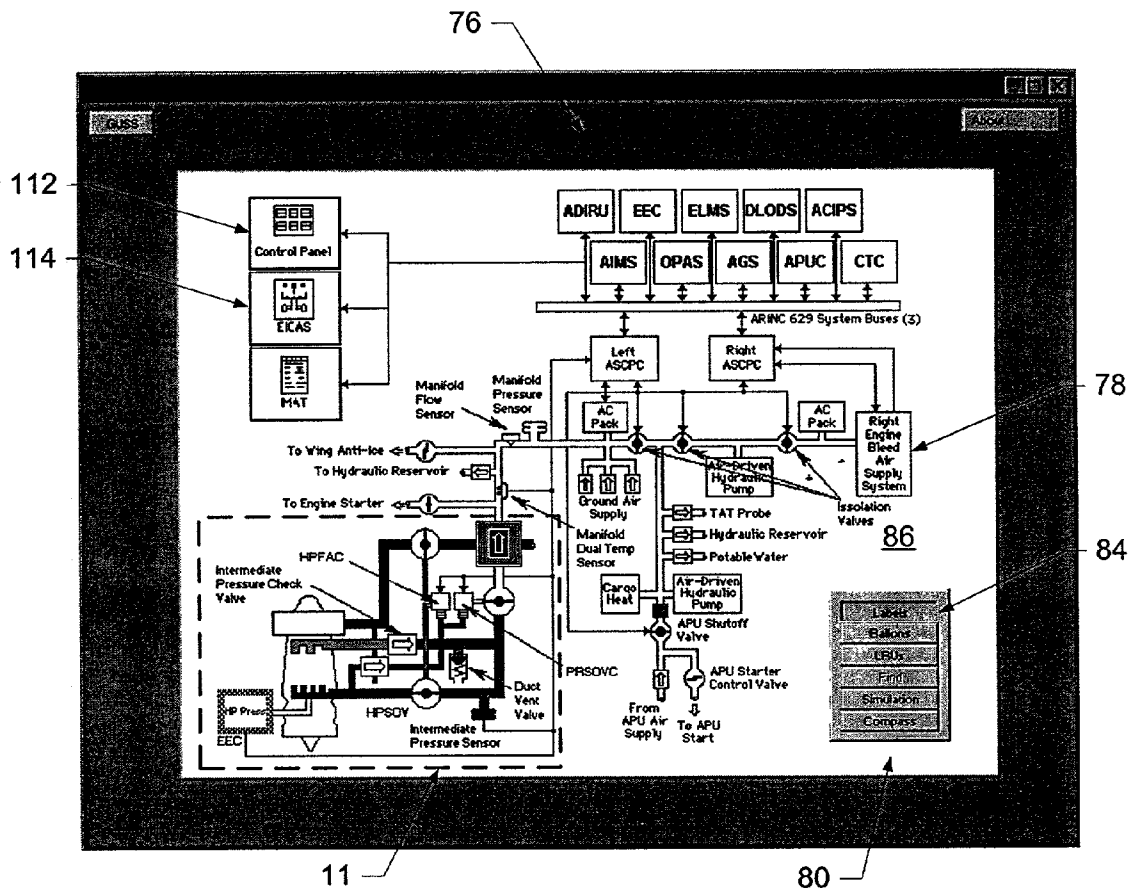 76
GUSS
About
112
114
Control Panel
EICAS
MAT
ADIRU
EEC
ELMS
DLODS
ACIPS
AIMS
OPAS
AGS
APUC
CTC
ARINC 629 System Buses (3)
Left
ASCPC
Right
ASCPC
Manifold
Flow
Sensor
Manifold
Pressure
Sensor
AC
Pack
AC
Pack
Right
Engine
Bleed
Air
Supply
System
78
To Wing Anti-Ice
To Hydraulic Reservoir
To Engine Starter
Ground Air
Supply
Air-Driven
Hydraulic
Pump
Issolation
Valves
Manifold
Dual Temp
Sensor
TAT Probe
Hydraulic Reservoir
Potable Water
86
84
HPFAC
Intermediate
Pressure Check
Valve
Cargo
Heat
Air-Driven
Hydraulic
Pump
APU Shutoff
Valve
Labels
Ballons
LRUs
Find
Simulation
Compass
PRSOVC
Duct
Vent
Valve
HPSOV
Intermediate
Pressure Sensor
HP Press
EEC
APU Starter
Control Valve
From
APU Air
Supply
To APU
Start
11
80